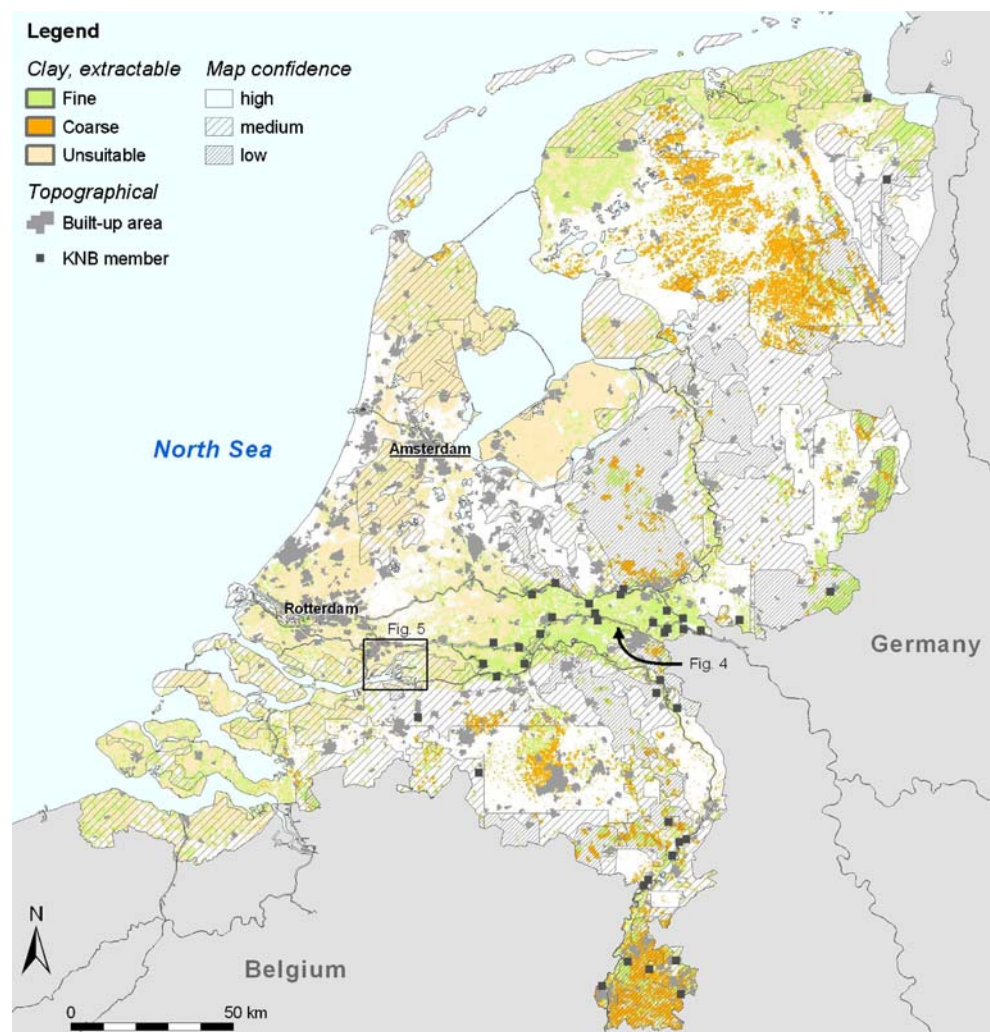 Legend
Clay, extractable
Fine
Coarse
Unsuitable
Map confidence
high
medium
low
Topographical
Built-up area
KNB member
North Sea
Amsterdam
Rotterdam
Fig. 5
Fig. 4
Germany
Belgium
N
0 50 km